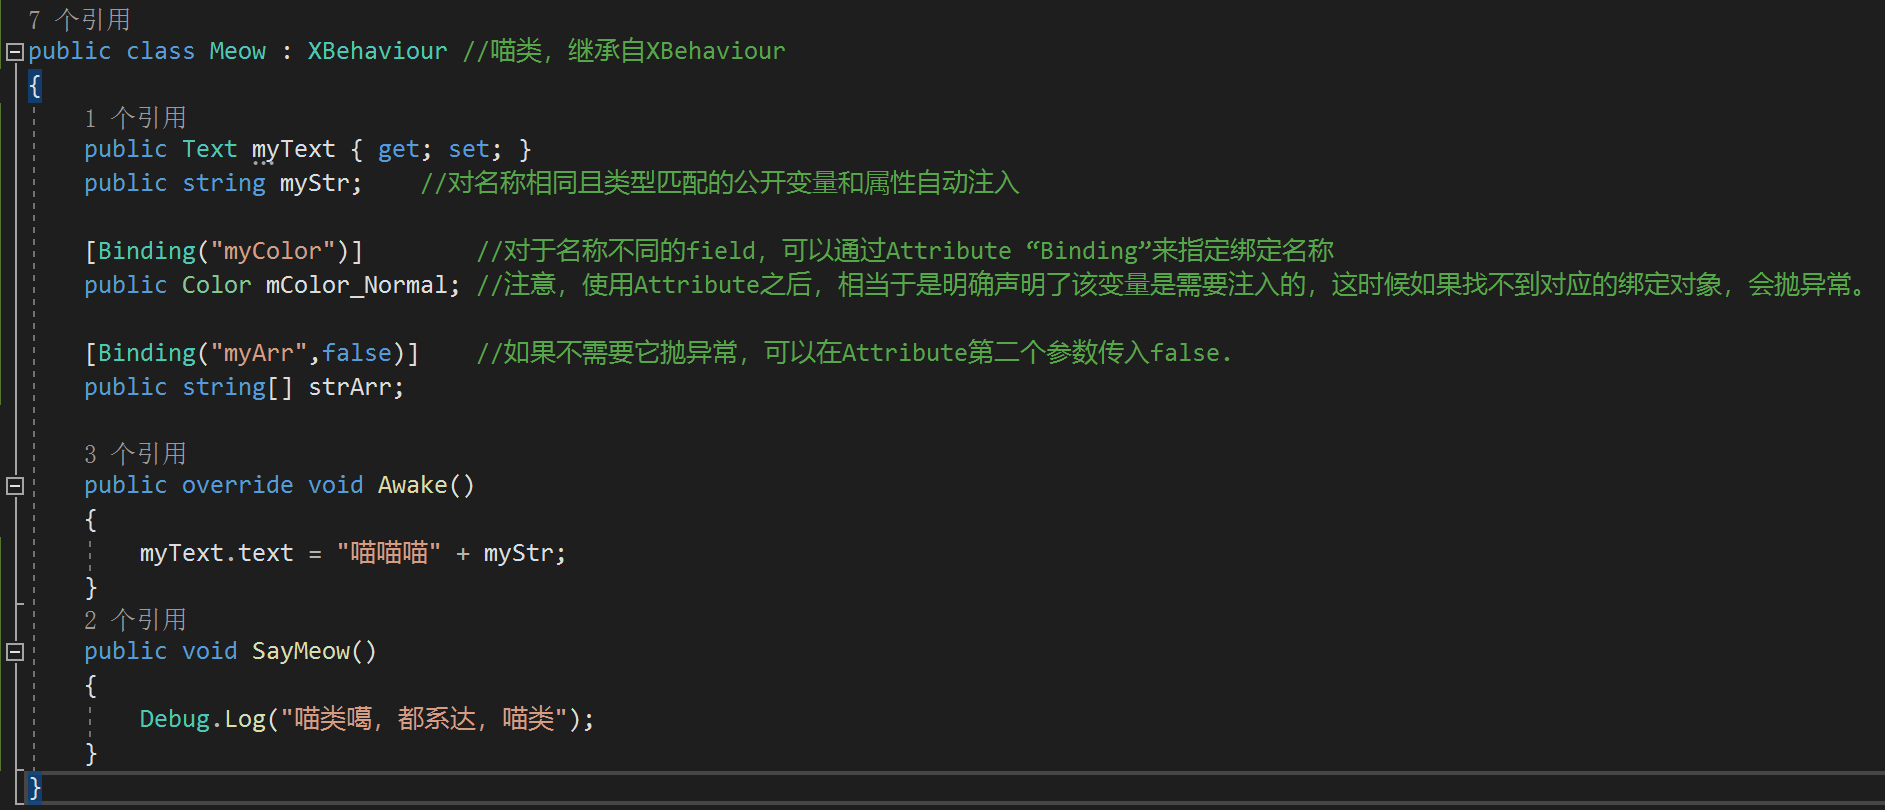 7 个引用
public class Meow : XBehaviour //喵类，继承自XBehaviour
{
1 个引用
public Text myText { get; set; }
public string myStr;    //对名称相同且类型匹配的公开变量和属性自动注入
[Binding("myColor")]        //对于名称不同的field，可以通过Attribute “Binding”来指定绑定名称
public Color mColor_Normal; //注意，使用Attribute之后，相当于是明确声明了该变量是需要注入的，这时候如果找不到对应的绑定对象，会抛异常。
[Binding("myArr",false)]    //如果不需要它抛异常，可以在Attribute第二个参数传入false.
public string[] strArr;
3 个引用
public override void Awake()
{
myText.text = "喵喵喵" + myStr;
}
2 个引用
public void SayMeow()
{
Debug.Log("喵类噶，都系达，喵类");
}
}